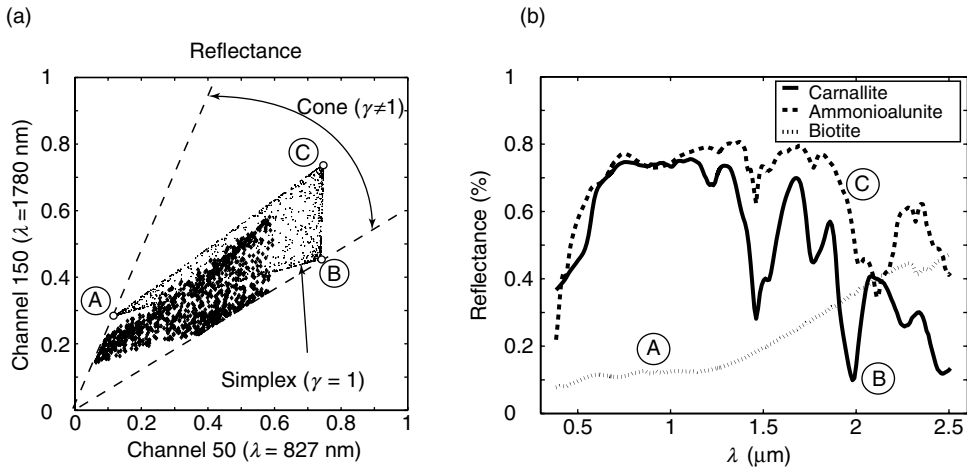 (a)
Reflectance
1
0.8
0.6
0.4
0.2
0
0
0.2
0.4
0.6
0.8
1
Channel 150 (λ =1780 nm)
Channel 50 (λ = 827 nm)
Cone (γ≠1)
C
A
B
Simplex (γ = 1)
(b)
1
0.8
0.6
0.4
0.2
0
0.5
1
1.5
2
2.5
Reflectance (%)
λ (μm)
Carnallite
Ammonioalunite
Biotite
C
A
B